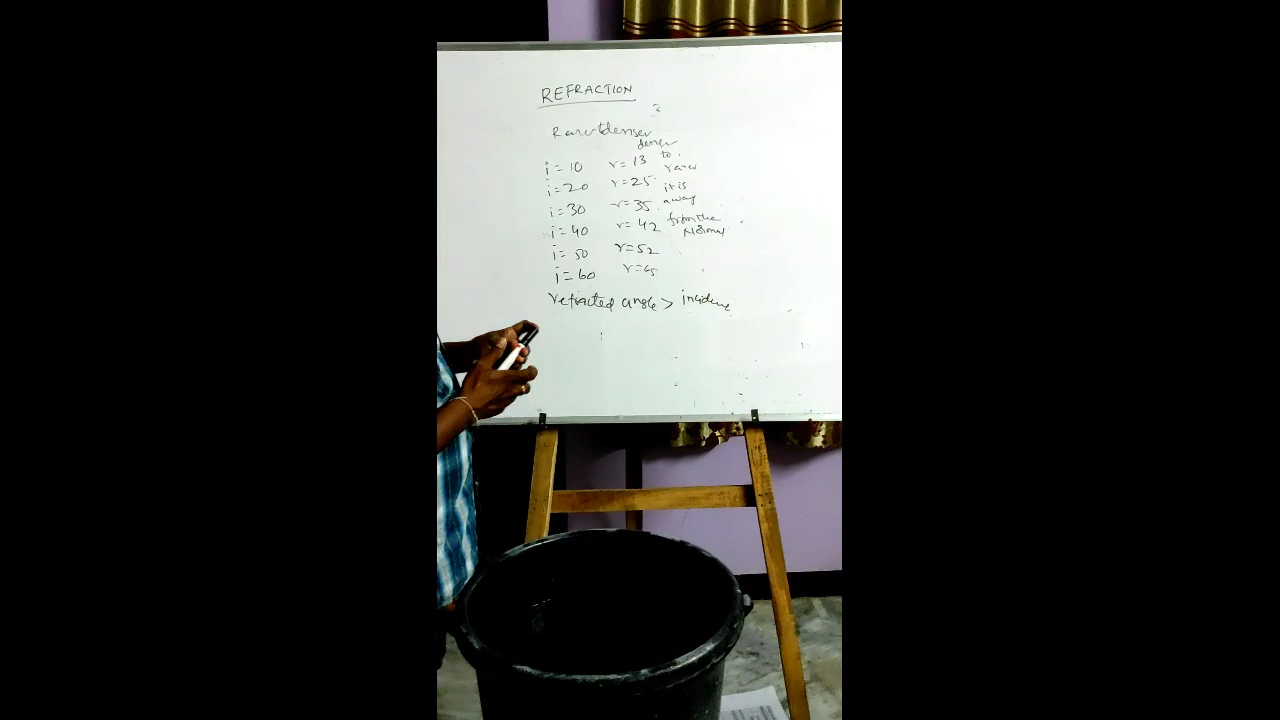 REFRACTION
Rarer to denser
denser
to
rarer
it is
away
from the
Normal
i = 10 r = 13
i = 20 r = 25
i = 30 r = 35
i = 40 r = 42
i = 50 r = 52
i = 60 r = 65
refracted angle > incidence